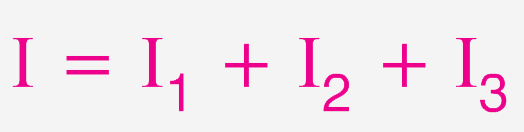 I = I₁ + I₂ + I₃